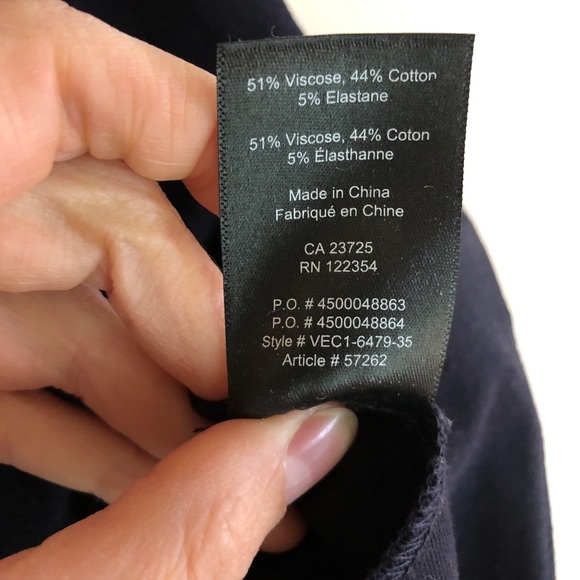 51% Viscose, 44% Cotton
5% Elastane
51% Viscose, 44% Coton
5% Élasthanne
Made in China
Fabriqué en Chine
CA 23725
RN 122354
P.O. # 4500048863
P.O. # 4500048864
Style # VEC1-6479-35
Article # 57262